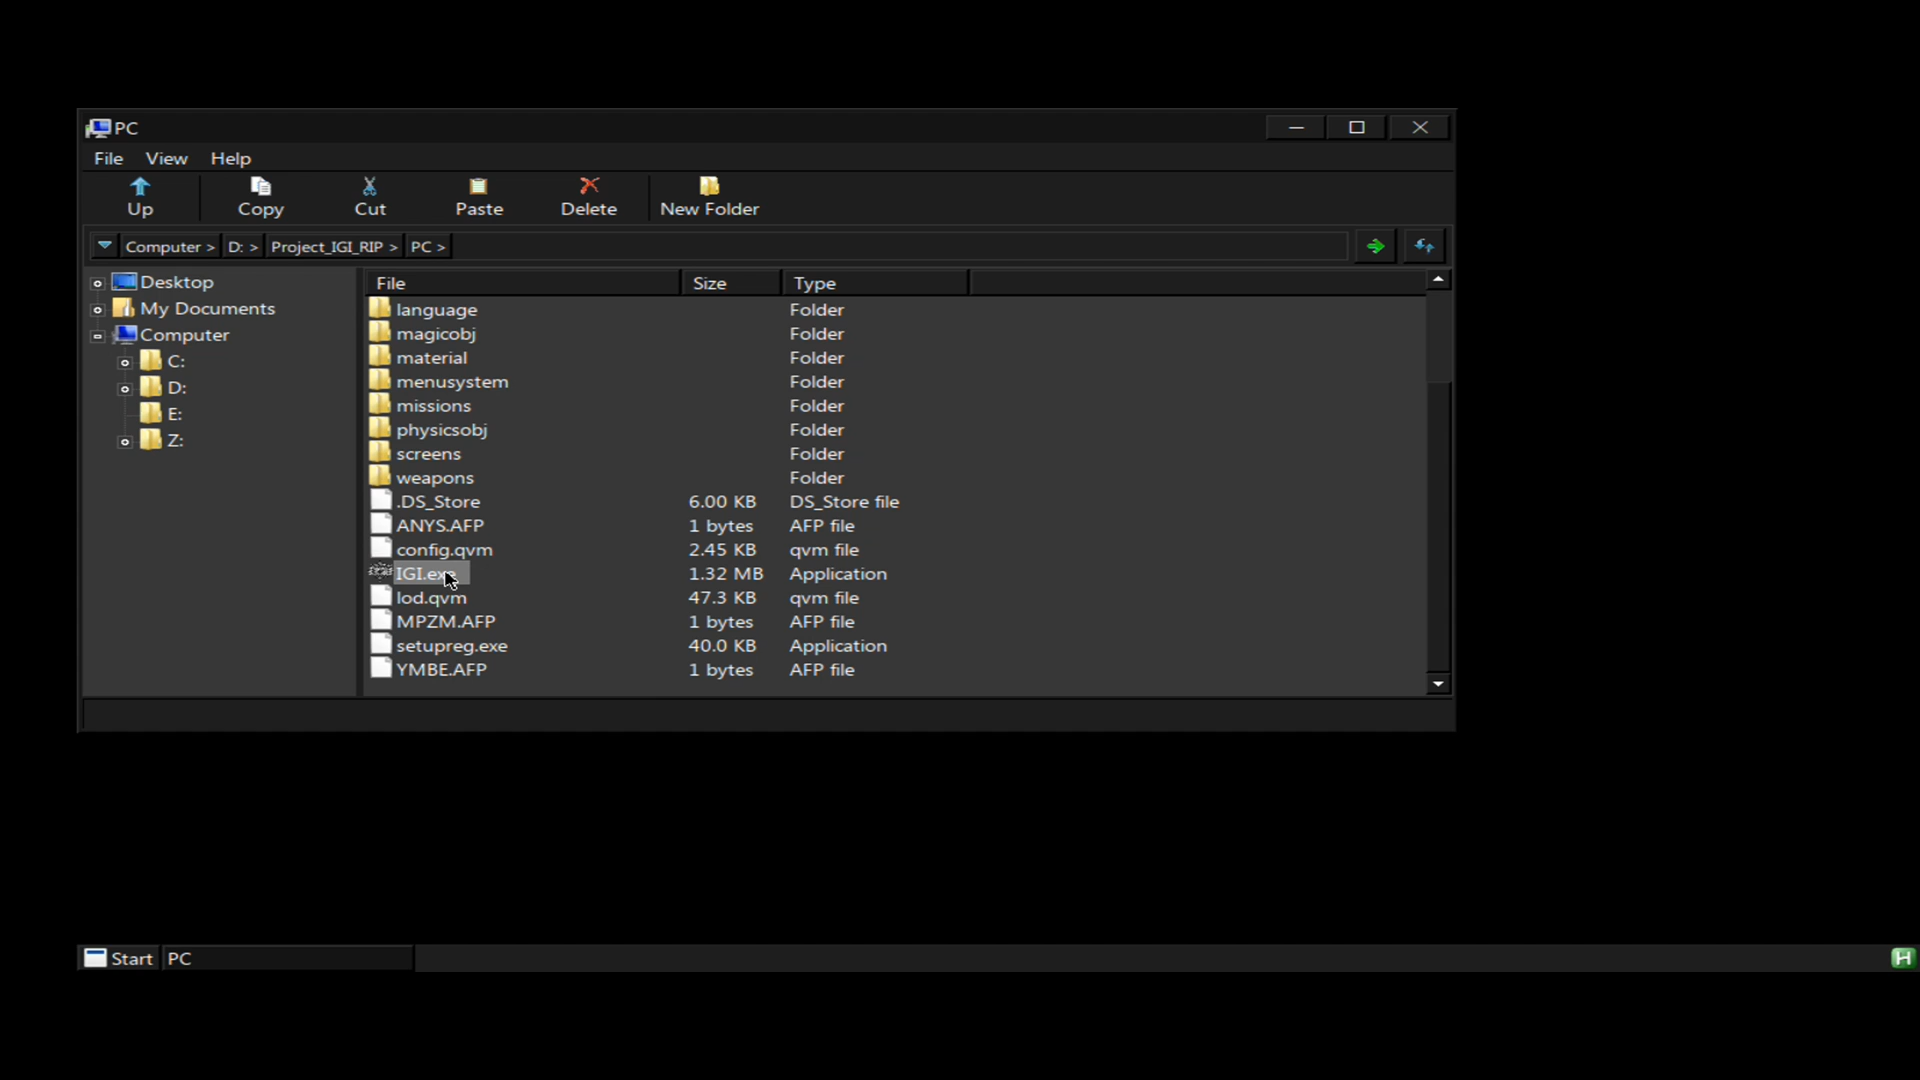 PC
File View Help
Up Copy Cut Paste Delete New Folder
Computer > D: > Project_IGI_RIP > PC >
Desktop
My Documents
Computer
C:
D:
E:
Z:
File Size Type
language Folder
magicobj Folder
material Folder
menusystem Folder
missions Folder
physicsobj Folder
screens Folder
weapons Folder
.DS_Store 6.00 KB DS_Store file
ANYS.AFP 1 bytes AFP file
config.qvm 2.45 KB qvm file
IGI.exe 1.32 MB Application
lod.qvm 47.3 KB qvm file
MPZM.AFP 1 bytes AFP file
setupreg.exe 40.0 KB Application
YMBE.AFP 1 bytes AFP file
Start PC H